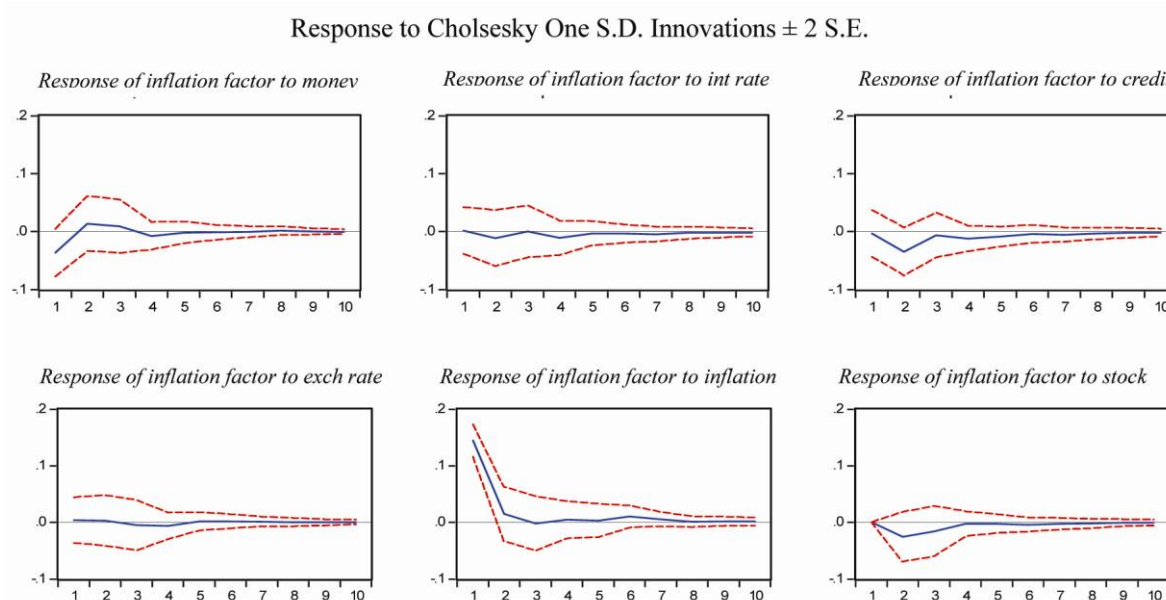 Response to Cholsesky One S.D. Innovations ± 2 S.E.
Response of inflation factor to money
Response of inflation factor to int rate
Response of inflation factor to credi
.2
.1
.0
-.1
1 2 3 4 5 6 7 8 9 10
.2
.1
.0
-.1
1 2 3 4 5 6 7 8 9 10
.2
.1
.0
-.1
1 2 3 4 5 6 7 8 9 10
Response of inflation factor to exch rate
Response of inflation factor to inflation
Response of inflation factor to stock
.2
.1
.0
-.1
1 2 3 4 5 6 7 8 9 10
.2
.1
.0
-.1
1 2 3 4 5 6 7 8 9 10
.2
.1
.0
-.1
1 2 3 4 5 6 7 8 9 10